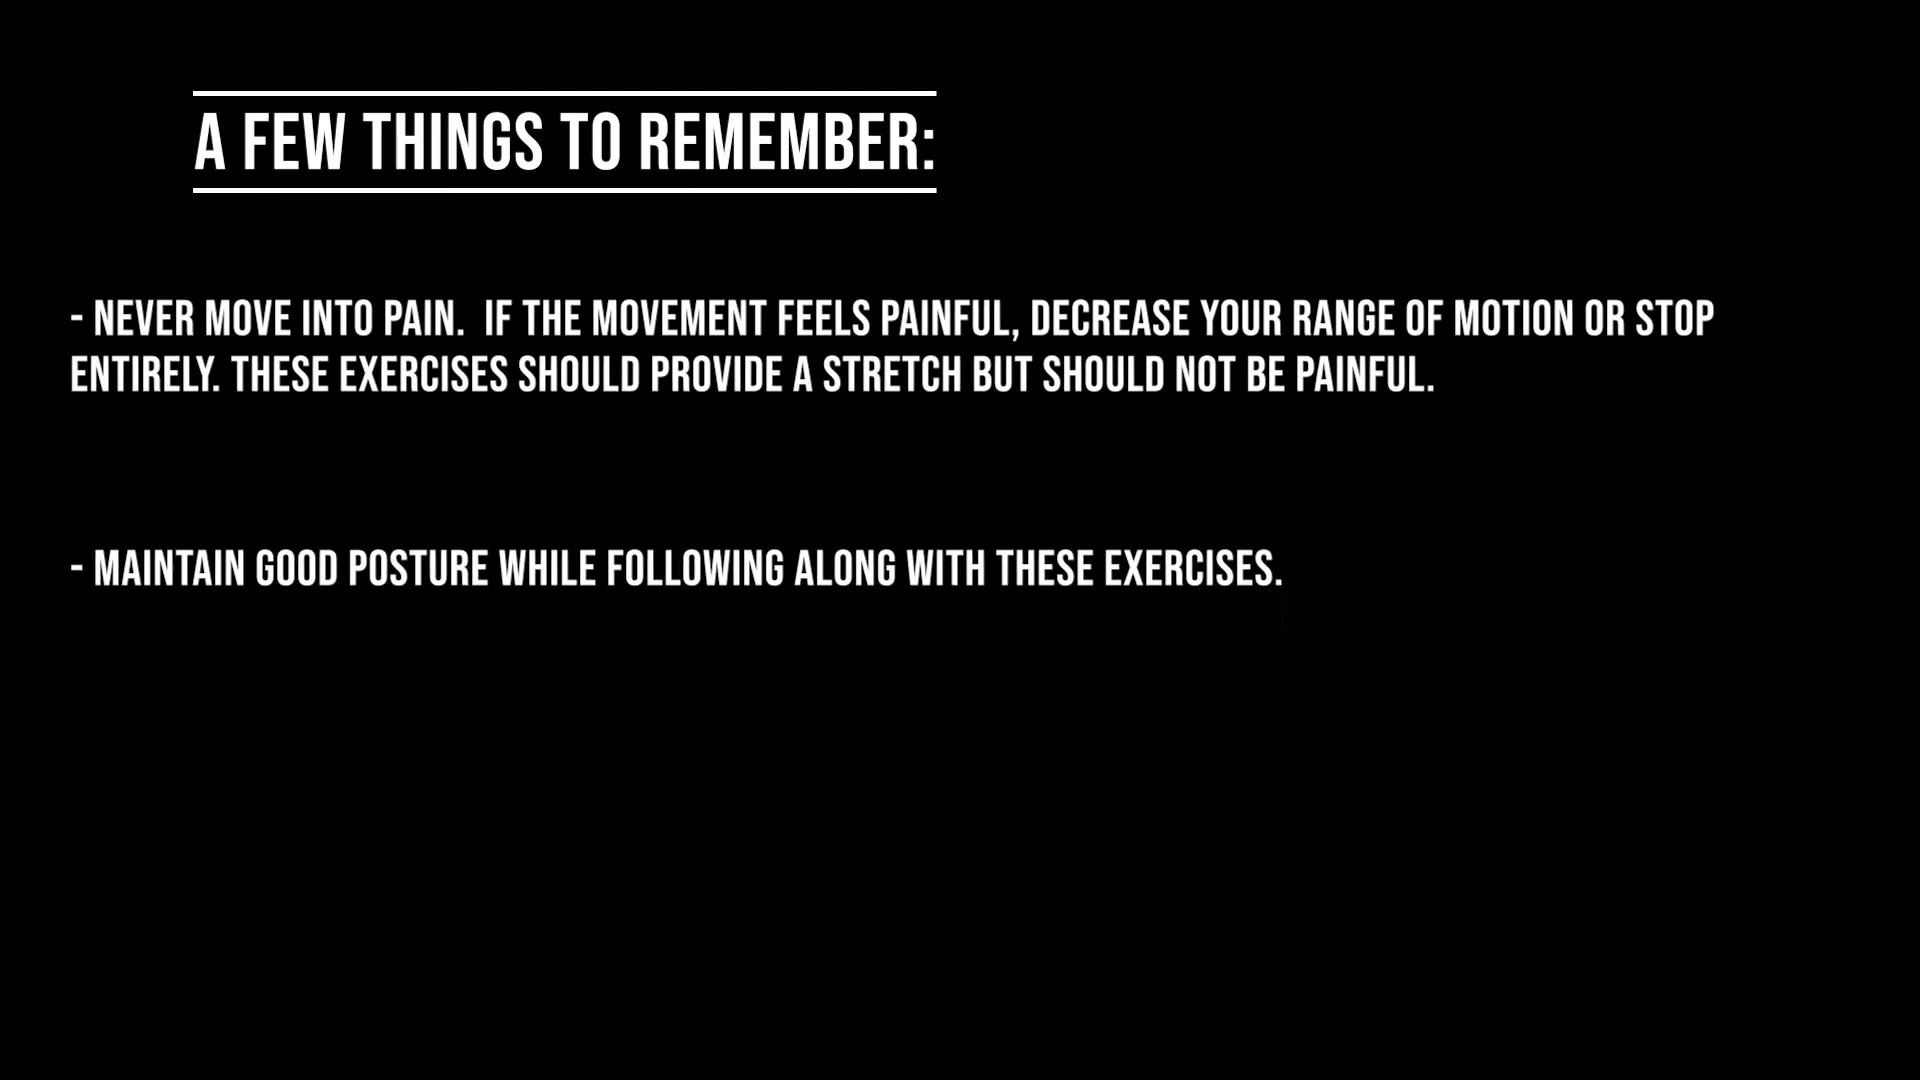 A FEW THINGS TO REMEMBER:
- NEVER MOVE INTO PAIN.  IF THE MOVEMENT FEELS PAINFUL, DECREASE YOUR RANGE OF MOTION OR STOP
ENTIRELY. THESE EXERCISES SHOULD PROVIDE A STRETCH BUT SHOULD NOT BE PAINFUL.
- MAINTAIN GOOD POSTURE WHILE FOLLOWING ALONG WITH THESE EXERCISES.